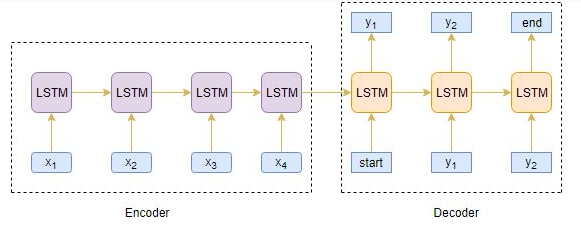 y₁ y₂ end
LSTM LSTM LSTM LSTM LSTM LSTM LSTM
x₁ x₂ x₃ x₄ start y₁ y₂
Encoder Decoder